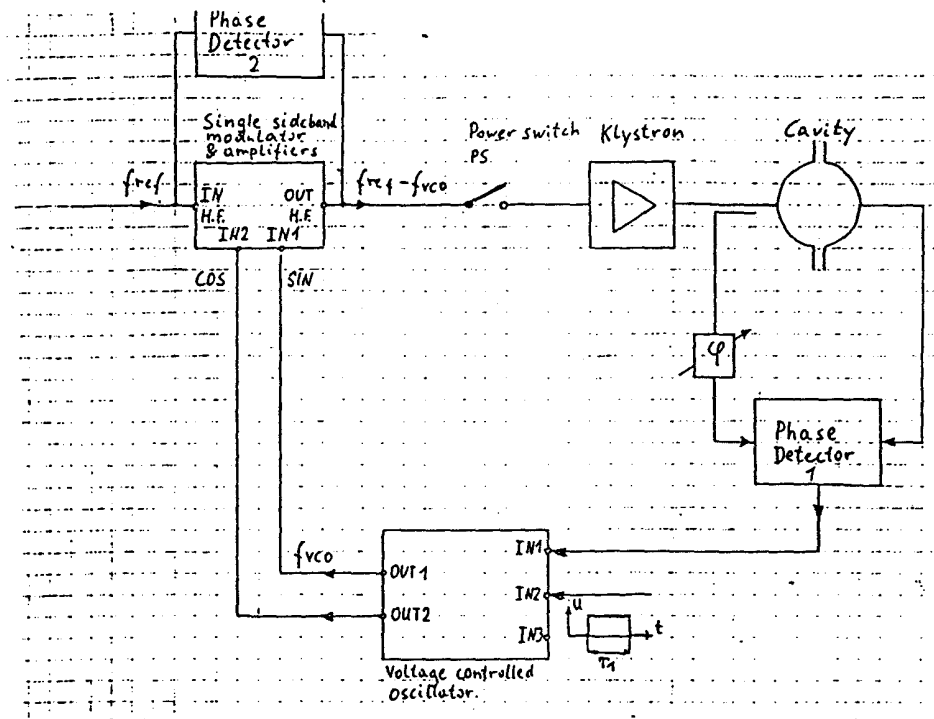 Phase
Detector
2
Single sideband
modulator
& amplifiers
Power switch
PS
Klystron
Cavity
fref
IN
H.F.
OUT
H.F.
fref-fvco
IN2 IN1
COS
SIN
φ
Phase
Detector
1
fvco
OUT1
OUT2
IN1
IN2
IN3
u
t
T1
Voltage controlled
oscillator.